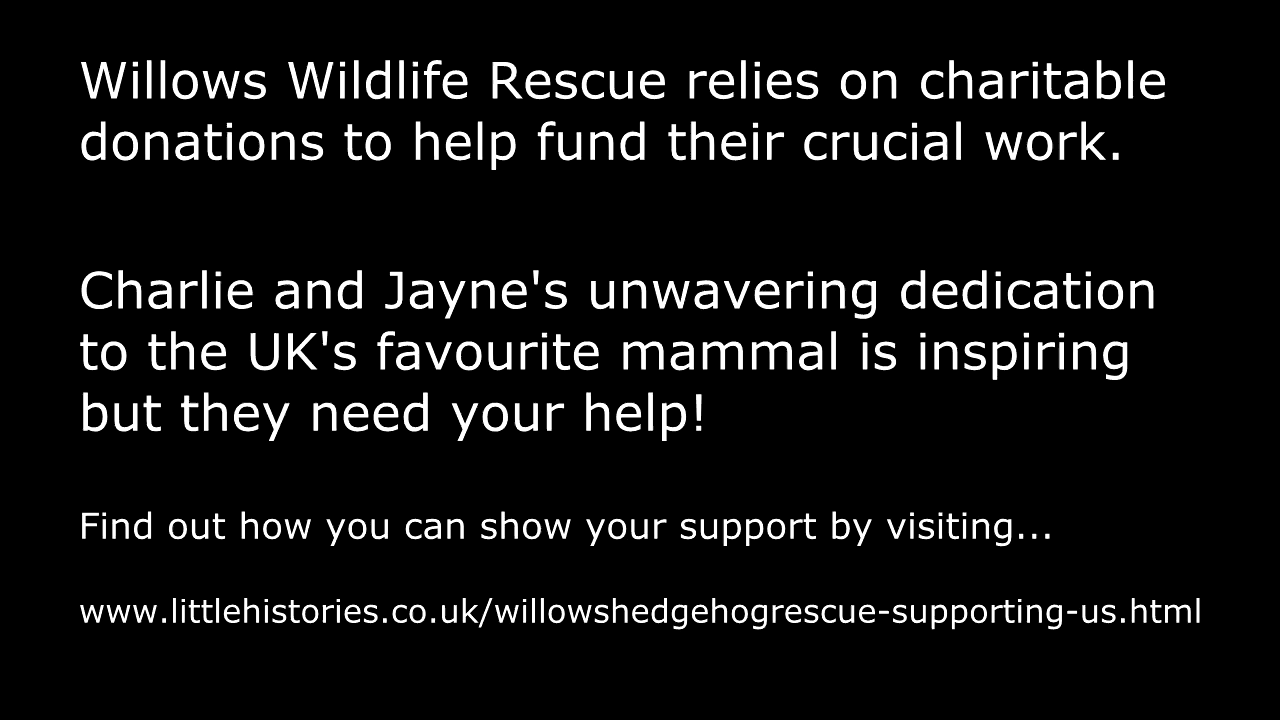 Willows Wildlife Rescue relies on charitable
donations to help fund their crucial work.
Charlie and Jayne's unwavering dedication
to the UK's favourite mammal is inspiring
but they need your help!
Find out how you can show your support by visiting...
www.littlehistories.co.uk/willowshedgehogrescue-supporting-us.html